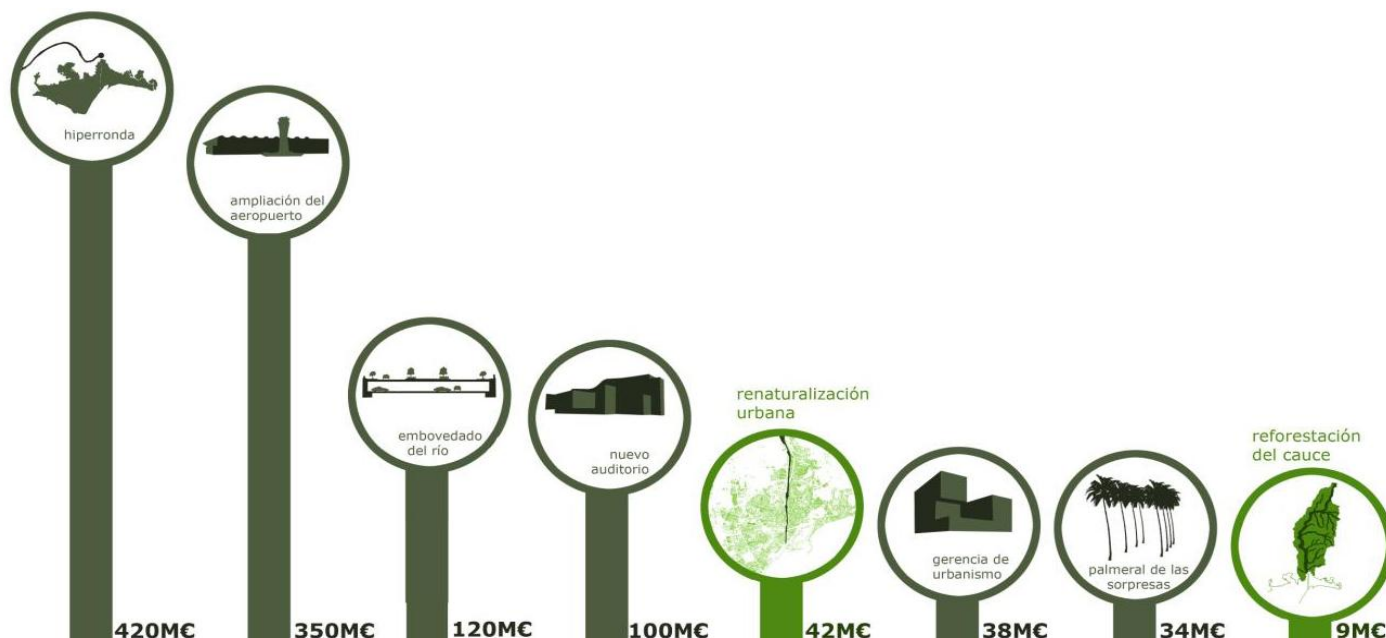 hiperronda
ampliación del
aeropuerto
embovedado
del río
nuevo
auditorio
renaturalización
urbana
gerencia de
urbanismo
palmeral de las
sorpresas
reforestación
del cauce
420M€
350M€
120M€
100M€
42M€
38M€
34M€
9M€